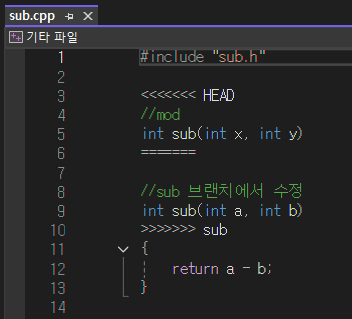 sub.cpp
기타 파일
1 #include "sub.h"
2
3 <<<<<<< HEAD
4 //mod
5 int sub(int x, int y)
6 =======
7
8 //sub 브랜치에서 수정
9 int sub(int a, int b)
10 >>>>>>> sub
11 {
12 return a - b;
13 }
14